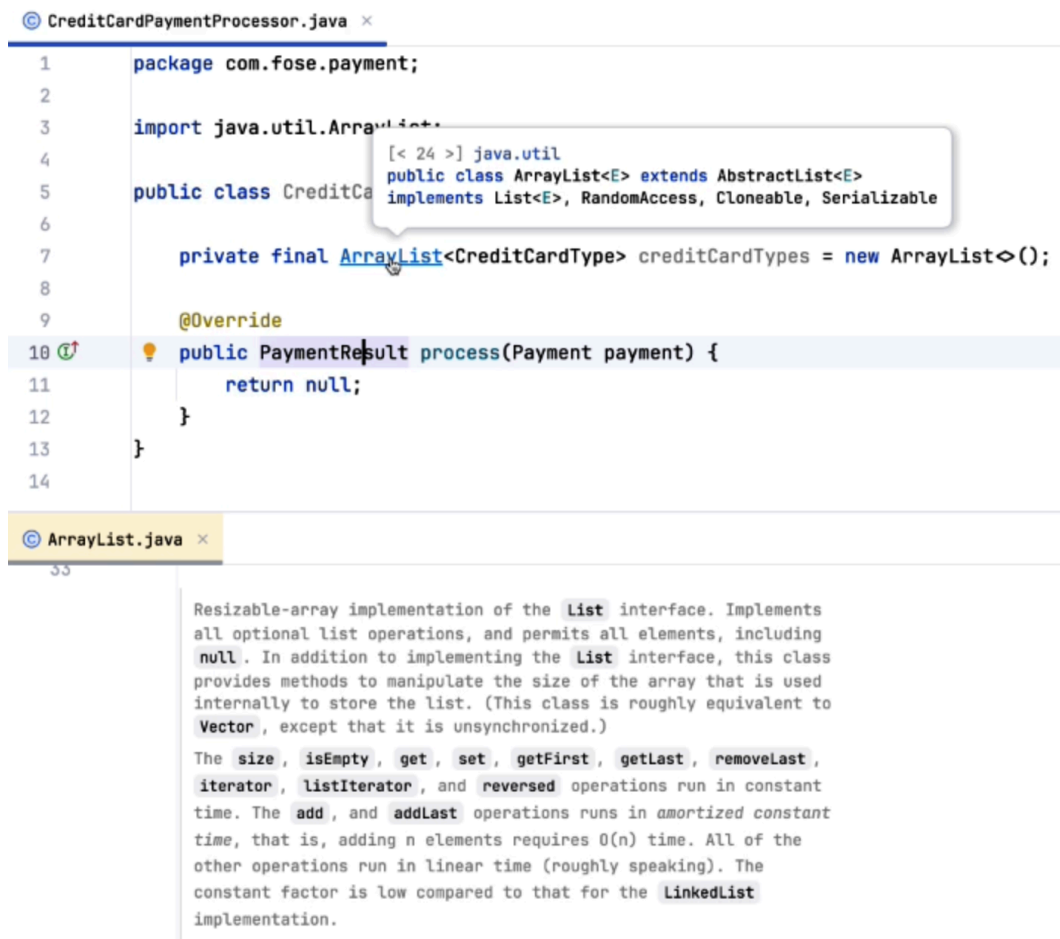 CreditCardPaymentProcessor.java
1 package com.fose.payment;
2
3 import java.util.ArrayList;
[< 24 >] java.util
4
public class ArrayList<E> extends AbstractList<E>
5 public class CreditCa
implements List<E>, RandomAccess, Cloneable, Serializable
6
7 private final ArrayList<CreditCardType> creditCardTypes = new ArrayList<>();
8
9 @Override
10 public PaymentResult process(Payment payment) {
11 return null;
12 }
13 }
14
ArrayList.java
33
Resizable-array implementation of the List interface. Implements
all optional list operations, and permits all elements, including
null. In addition to implementing the List interface, this class
provides methods to manipulate the size of the array that is used
internally to store the list. (This class is roughly equivalent to
Vector, except that it is unsynchronized.)
The size, isEmpty, get, set, getFirst, getLast, removeLast,
iterator, listIterator, and reversed operations run in constant
time. The add, and addLast operations runs in amortized constant
time, that is, adding n elements requires O(n) time. All of the
other operations run in linear time (roughly speaking). The
constant factor is low compared to that for the LinkedList
implementation.